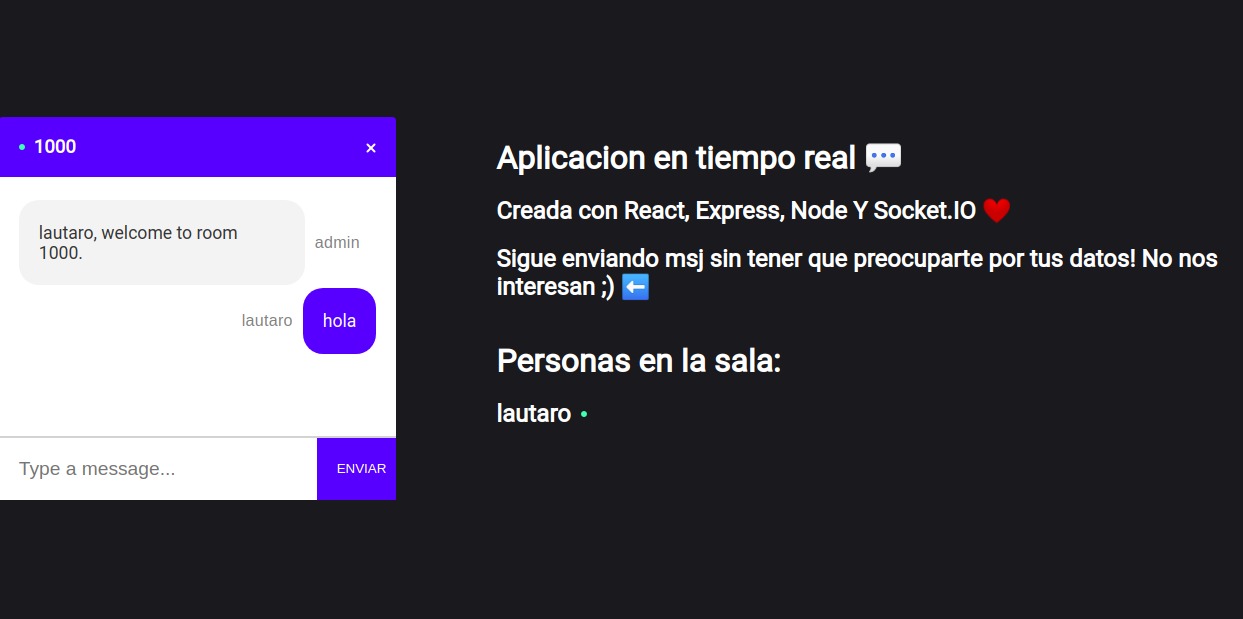 1000
×
lautaro, welcome to room
1000.
admin
lautaro
hola
Type a message...
ENVIAR
Aplicacion en tiempo real 💬
Creada con React, Express, Node Y Socket.IO ❤️
Sigue enviando msj sin tener que preocuparte por tus datos! No nos
interesan ;) ⬅️
Personas en la sala:
lautaro